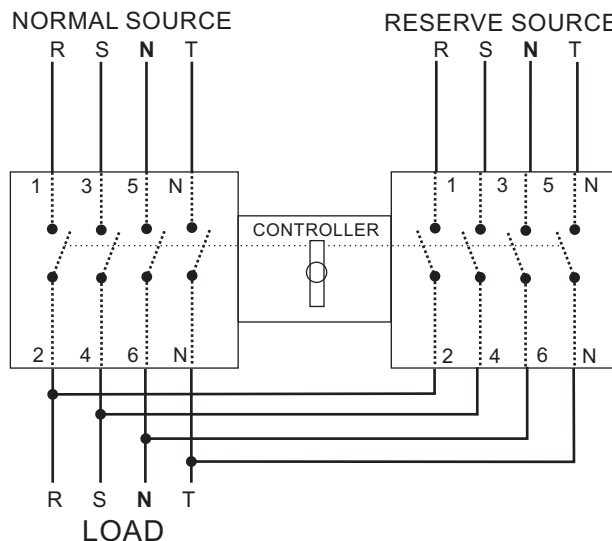 NORMAL SOURCE
R S N T
RESERVE SOURCE
R S N T
1 3 5 N
1 3 5 N
CONTROLLER
2 4 6 N
2 4 6 N
R S N T
LOAD